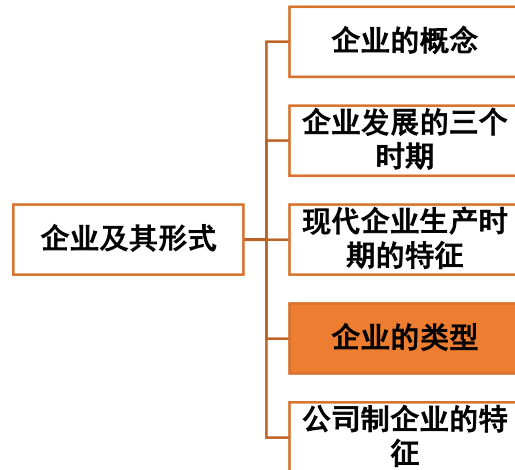 企业及其形式
企业的概念
企业发展的三个
时期
现代企业生产时
期的特征
企业的类型
公司制企业的特
征